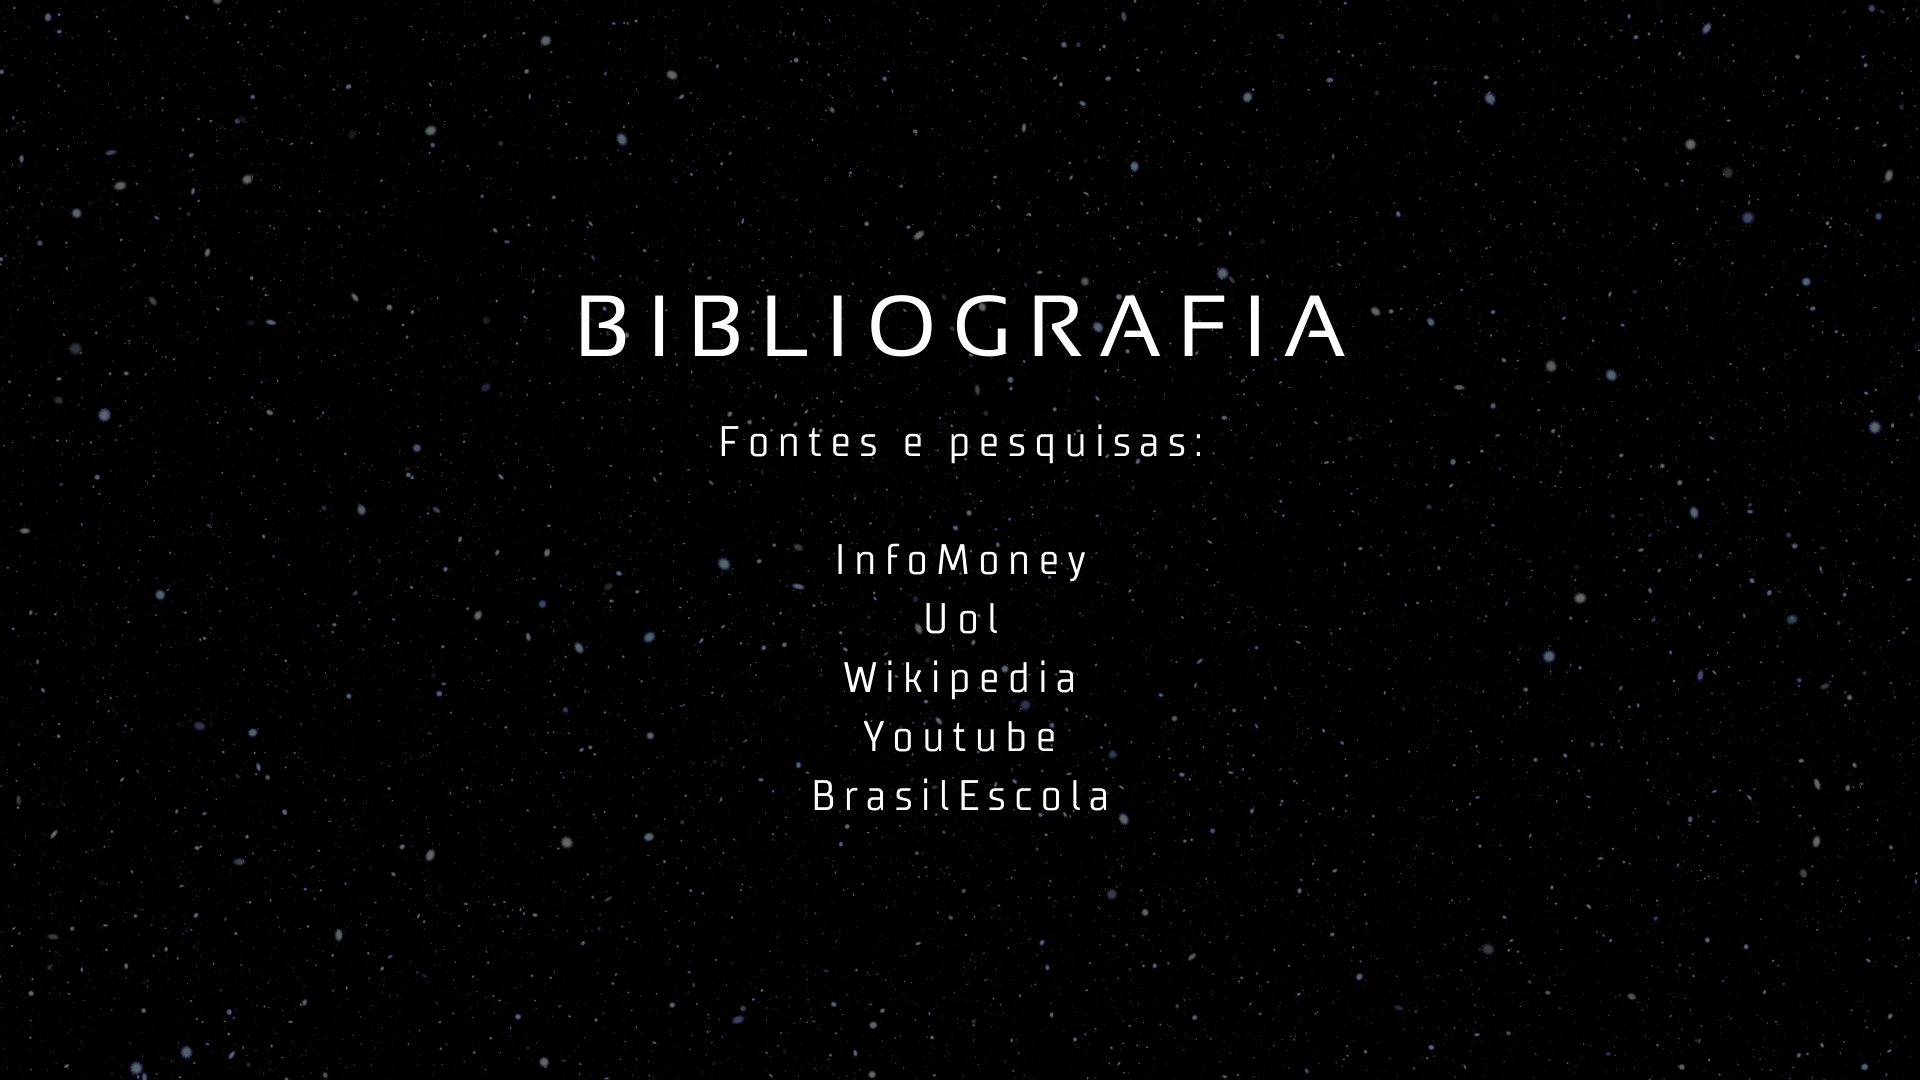 BIBLIOGRAFIA
Fontes e pesquisas:
InfoMoney
Uol
Wikipedia
Youtube
BrasilEscola